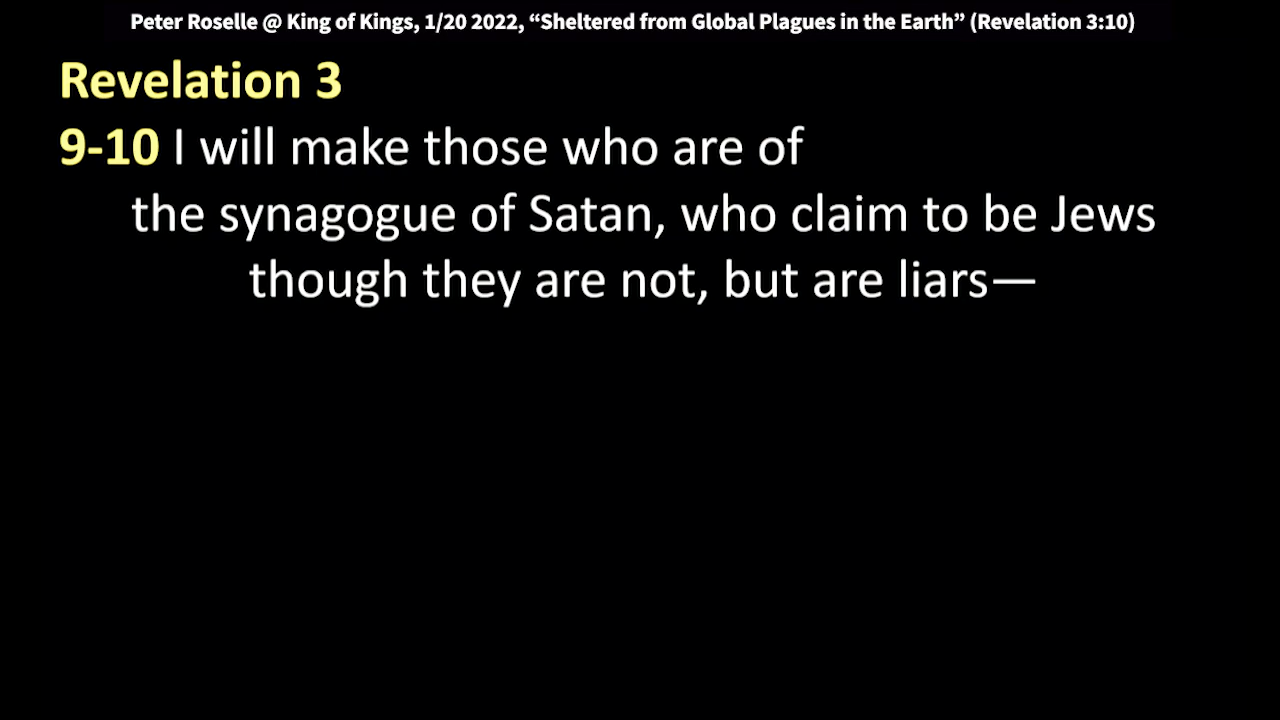 Peter Roselle @ King of Kings, 1/20 2022, “Sheltered from Global Plagues in the Earth” (Revelation 3:10)
Revelation 3
9-10 I will make those who are of
the synagogue of Satan, who claim to be Jews
though they are not, but are liars—